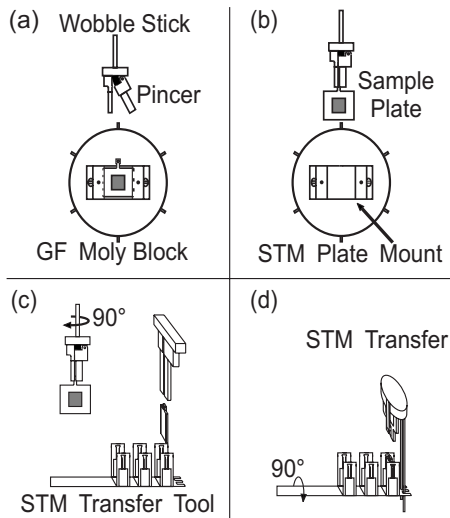 (a)
Wobble Stick
Pincer
GF Moly Block
(b)
Sample
Plate
STM Plate Mount
(c)
90°
STM Transfer Tool
(d)
STM Transfer
90°